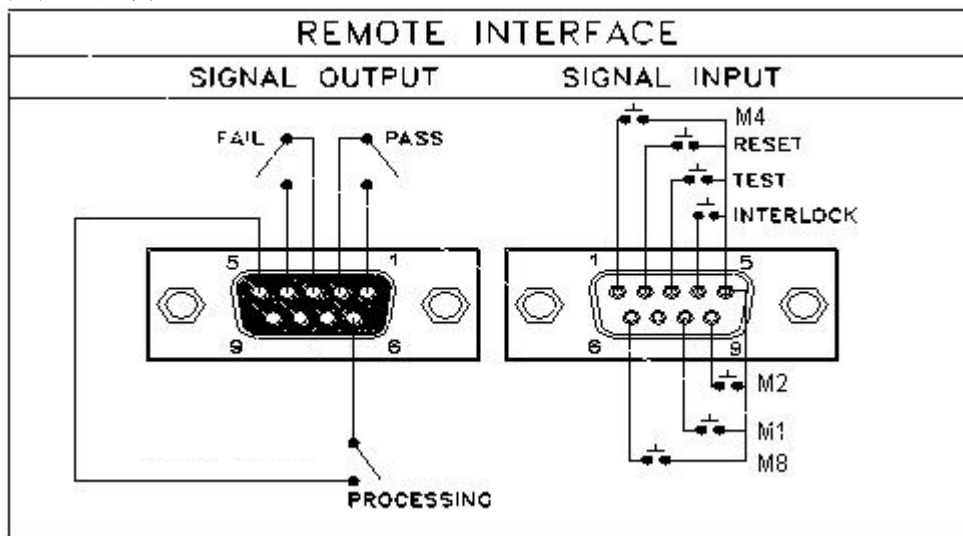 REMOTE INTERFACE
SIGNAL OUTPUT SIGNAL INPUT
M4
FAIL PASS RESET
TEST
INTERLOCK
5 1 1 5
9 6 6 9
M2
M1
M8
PROCESSING